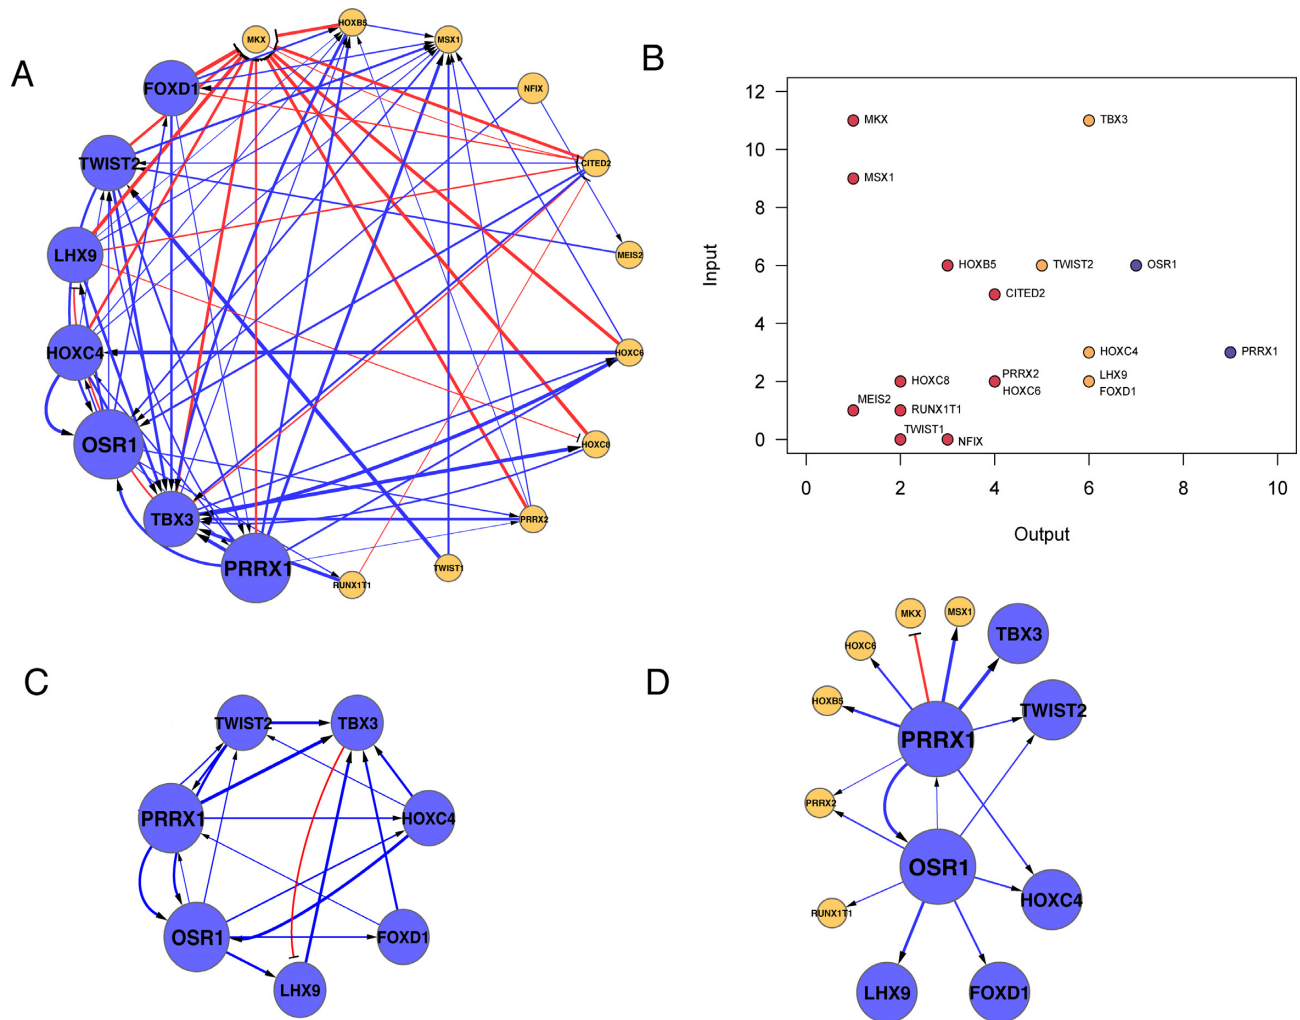 A
MKX
HOXB5
MSX1
FOXD1
NFIX
TWIST2
CITED2
LHX9
MEIS2
HOXC4
HOXC6
OSR1
HOXC8
TBX3
PRRX2
PRRX1
TWIST1
RUNX1T1
B
12
10
8
6
4
2
0
Input
MKX
TBX3
MSX1
HOXB5
TWIST2
OSR1
CITED2
HOXC4
PRRX1
HOXC8
PRRX2
HOXC6
LHX9
FOXD1
MEIS2
RUNX1T1
TWIST1
NFIX
0
2
4
6
8
10
Output
C
TWIST2
TBX3
PRRX1
HOXC4
OSR1
FOXD1
LHX9
D
MKX
MSX1
TBX3
HOXC6
HOXB5
TWIST2
PRRX1
PRRX2
OSR1
RUNX1T1
HOXC4
LHX9
FOXD1